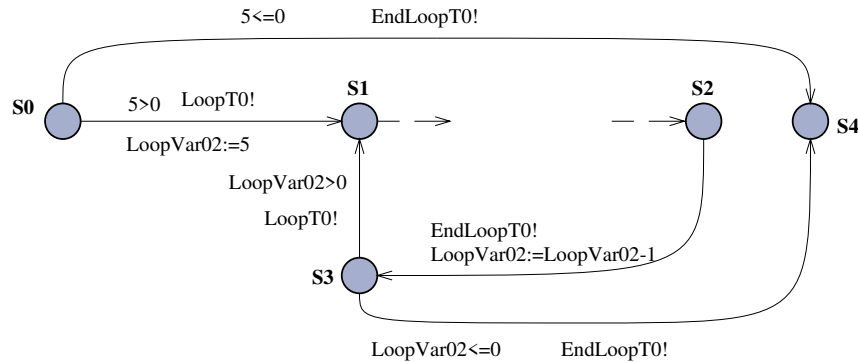 5<=0 EndLoopT0!
S0 S1 S2 S4
5>0 LoopT0!
LoopVar02:=5
LoopVar02>0
LoopT0!
EndLoopT0!
LoopVar02:=LoopVar02-1
S3
LoopVar02<=0 EndLoopT0!